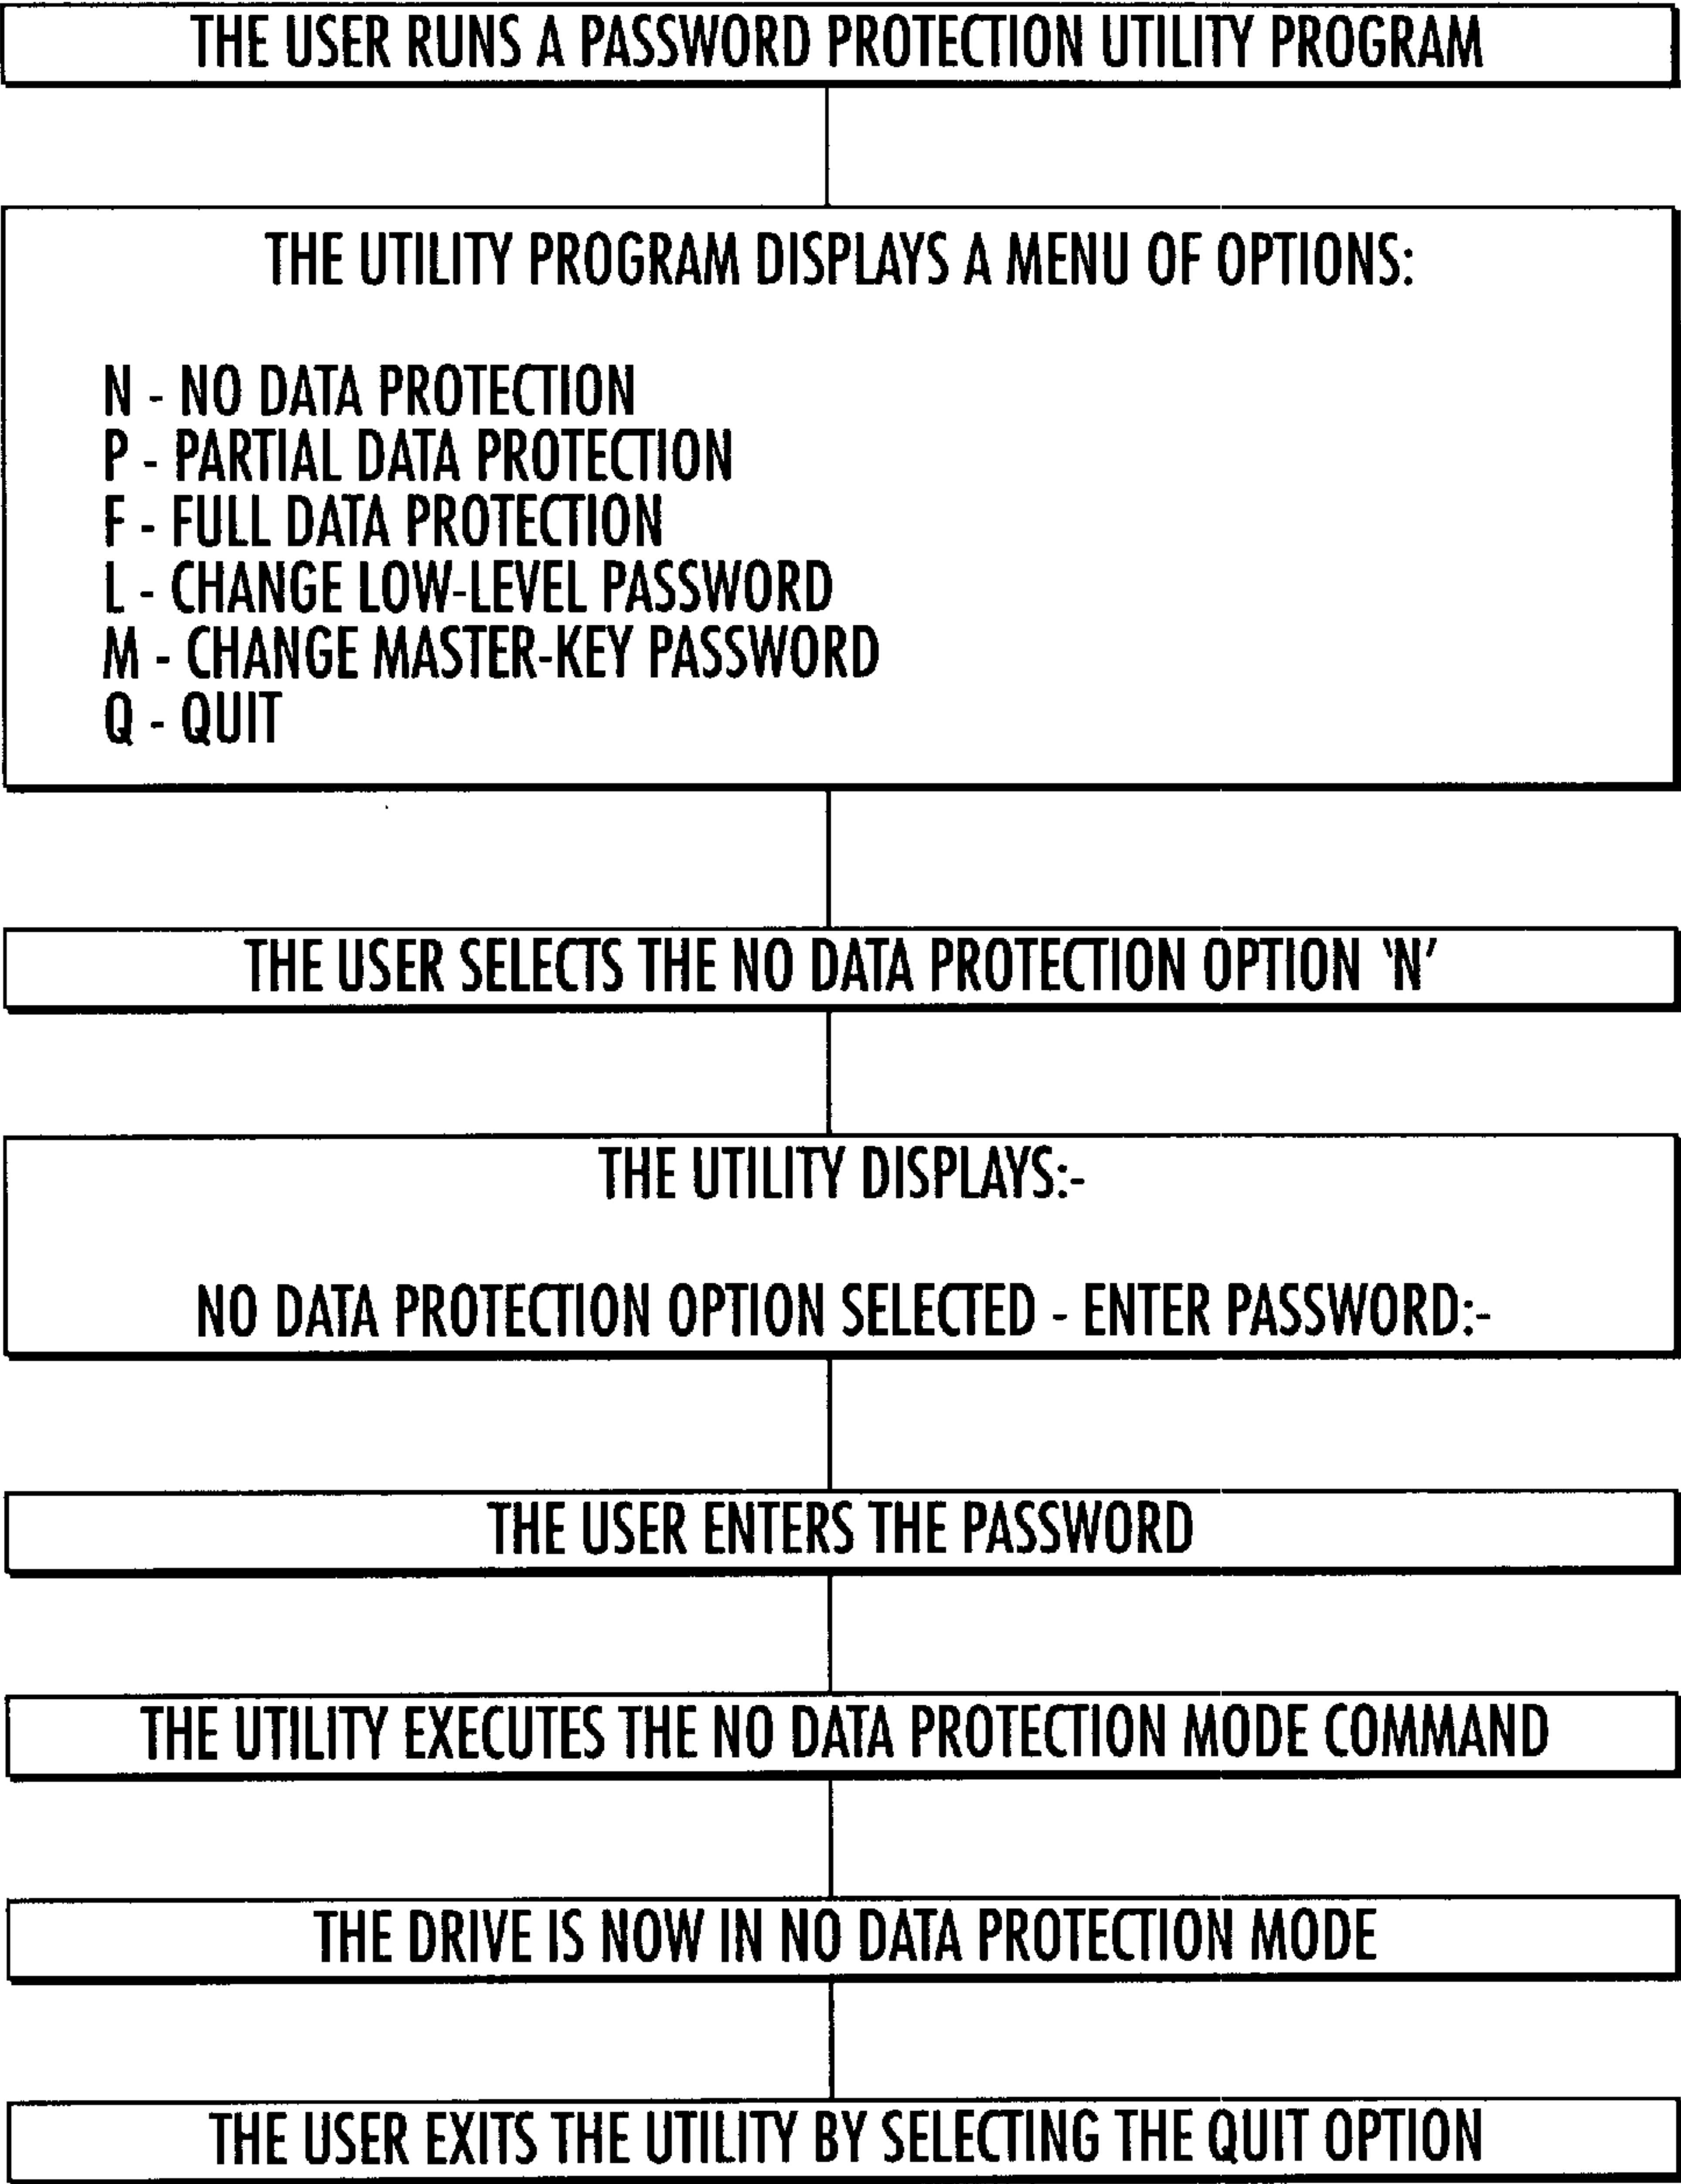 THE USER RUNS A PASSWORD PROTECTION UTILITY PROGRAM
THE UTILITY PROGRAM DISPLAYS A MENU OF OPTIONS:
N - NO DATA PROTECTION
P - PARTIAL DATA PROTECTION
F - FULL DATA PROTECTION
L - CHANGE LOW-LEVEL PASSWORD
M - CHANGE MASTER-KEY PASSWORD
Q - QUIT
THE USER SELECTS THE NO DATA PROTECTION OPTION 'N'
THE UTILITY DISPLAYS:-
NO DATA PROTECTION OPTION SELECTED - ENTER PASSWORD:-
THE USER ENTERS THE PASSWORD
THE UTILITY EXECUTES THE NO DATA PROTECTION MODE COMMAND
THE DRIVE IS NOW IN NO DATA PROTECTION MODE
THE USER EXITS THE UTILITY BY SELECTING THE QUIT OPTION